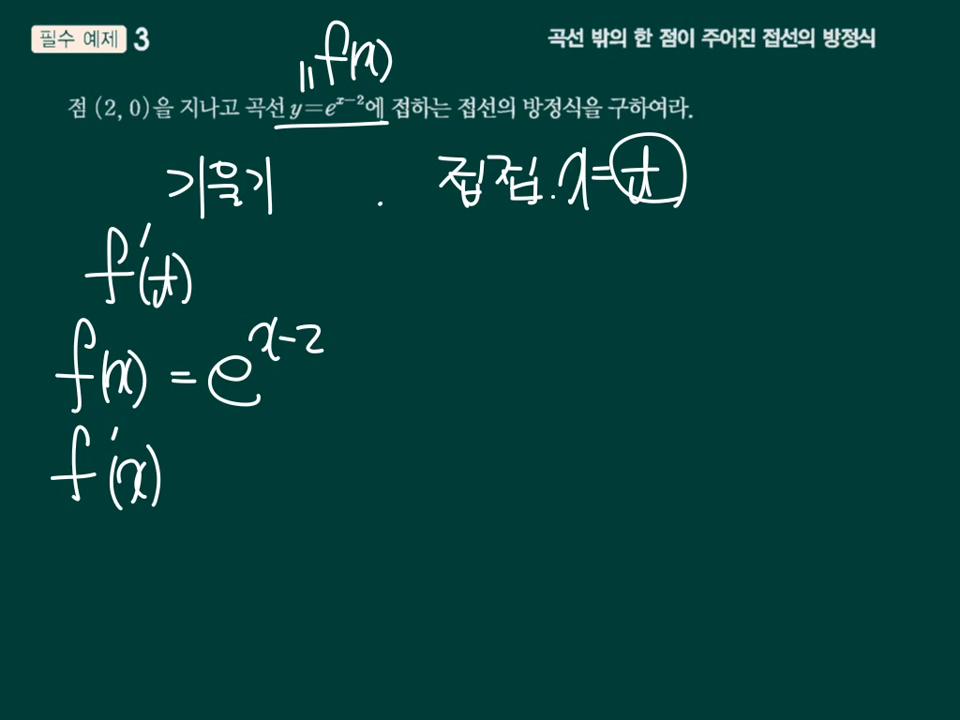 필수 예제 3
곡선 밖의 한 점이 주어진 접선의 방정식
〃f(x)
점 (2, 0)을 지나고 곡선 y=e^{x-2}에 접하는 접선의 방정식을 구하여라.
기울기 . 접점. x=t
f'(t)
f(x) = e^{x-2}
f'(x)